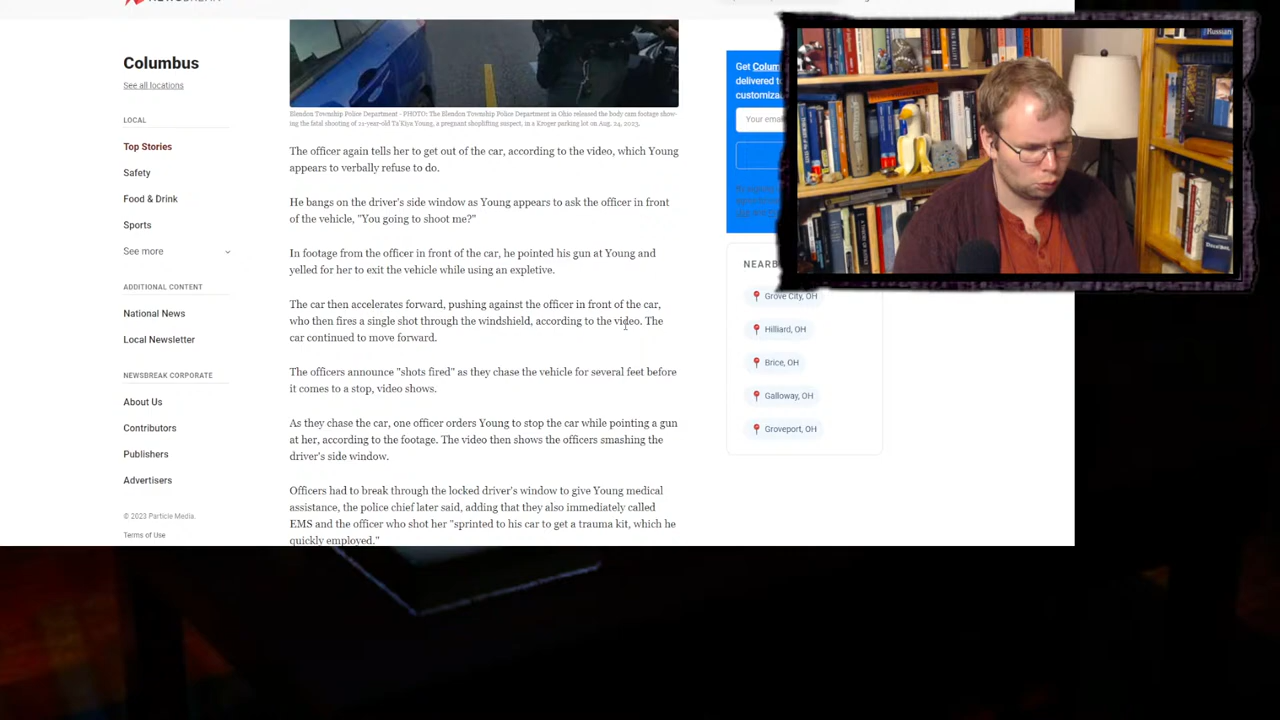 Columbus
See all locations
LOCAL
Top Stories
Safety
Food & Drink
Sports
See more
ADDITIONAL CONTENT
National News
Local Newsletter
NEWSBREAK CORPORATE
About Us
Contributors
Publishers
Advertisers
© 2023 Particle Media.
Terms of Use
Blendon Township Police Department - PHOTO: The Blendon Township Police Department in Ohio released the body cam footage show-
ing the fatal shooting of 21-year-old Ta'Kiya Young, a pregnant shoplifting suspect, in a Kroger parking lot on Aug. 24, 2023.
The officer again tells her to get out of the car, according to the video, which Young
appears to verbally refuse to do.
He bangs on the driver's side window as Young appears to ask the officer in front
of the vehicle, "You going to shoot me?"
In footage from the officer in front of the car, he pointed his gun at Young and
yelled for her to exit the vehicle while using an expletive.
The car then accelerates forward, pushing against the officer in front of the car,
who then fires a single shot through the windshield, according to the video. The
car continued to move forward.
The officers announce "shots fired" as they chase the vehicle for several feet before
it comes to a stop, video shows.
As they chase the car, one officer orders Young to stop the car while pointing a gun
at her, according to the footage. The video then shows the officers smashing the
driver's side window.
Officers had to break through the locked driver's window to give Young medical
assistance, the police chief later said, adding that they also immediately called
EMS and the officer who shot her "sprinted to his car to get a trauma kit, which he
quickly employed."
Get Colum
delivered to
customiza
Your ema
NEARB
Grove City, OH
Hilliard, OH
Brice, OH
Galloway, OH
Groveport, OH
Russian